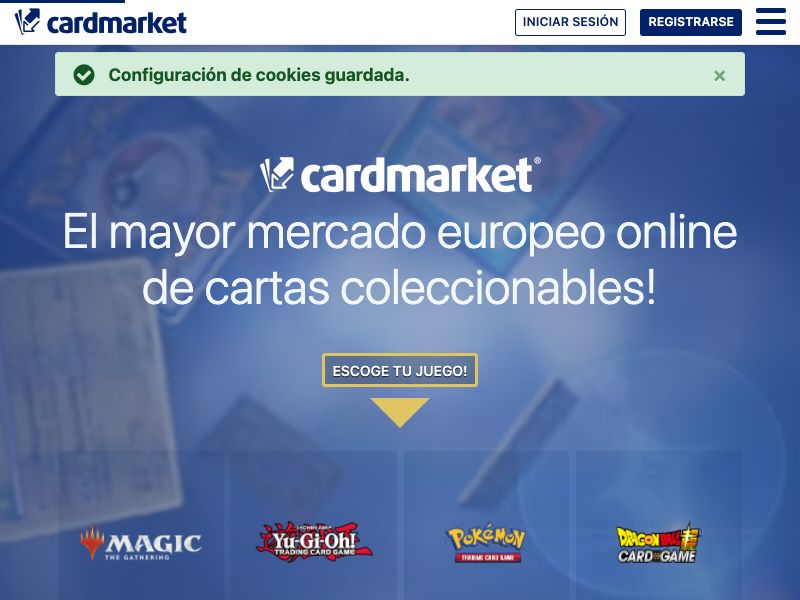 cardmarket
INICIAR SESIÓN
REGISTRARSE
Configuración de cookies guardada.
×
cardmarket®
El mayor mercado europeo online
de cartas coleccionables!
ESCOGE TU JUEGO!
MAGIC
THE GATHERING
SHONEN JUMP
Yu-Gi-Oh!
TRADING CARD GAME
POKéMON
TRADING CARD GAME
DRAGON BALL SUPER
CARD GAME